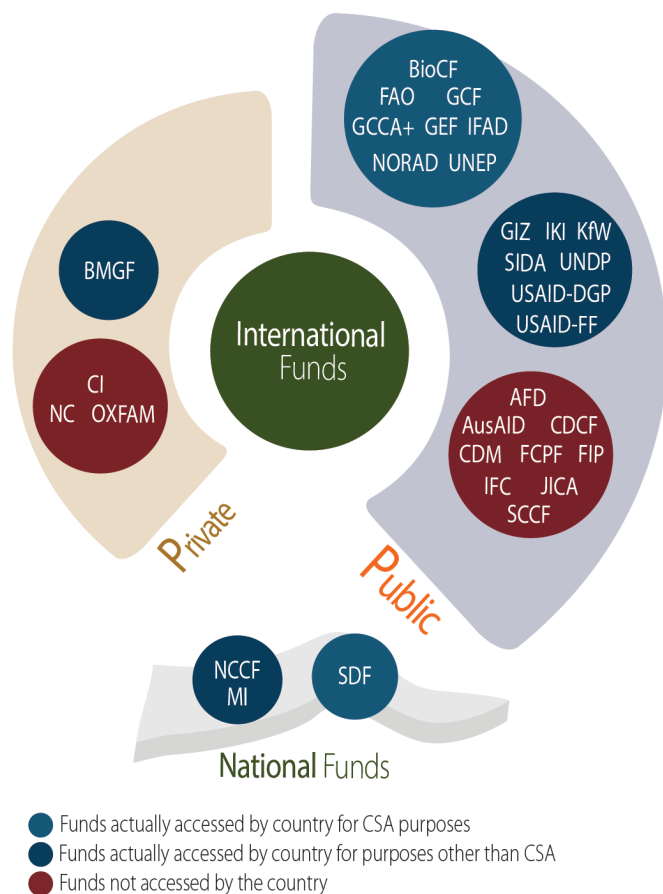 BioCF
FAO GCF
GCCA+ GEF IFAD
NORAD UNEP
GIZ IKI KfW
SIDA UNDP
USAID-DGP
USAID-FF
AFD
AusAID CDCF
CDM FCPF FIP
IFC JICA
SCCF
Public
BMGF
CI
NC OXFAM
Private
International
Funds
NCCF
MI
SDF
National Funds
Funds actually accessed by country for CSA purposes
Funds actually accessed by country for purposes other than CSA
Funds not accessed by the country